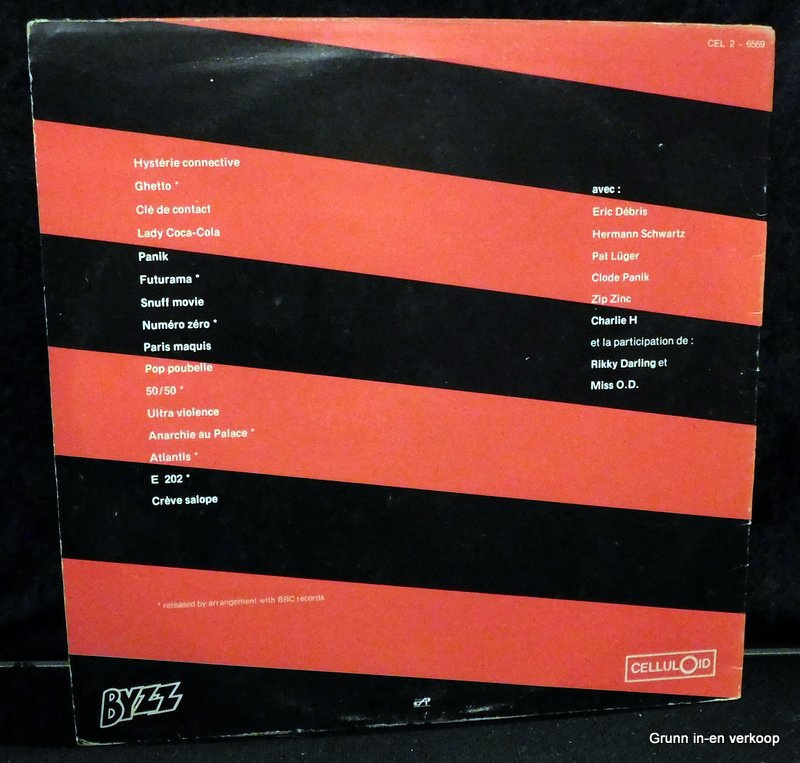 CEL 2 - 6569
Hystérie connective
Ghetto *
Clé de contact
Lady Coca-Cola
Panik
Futurama *
Snuff movie
Numéro zéro *
Paris maquis
Pop poubelle
50/50 *
Ultra violence
Anarchie au Palace *
Atlantis *
E 202 *
Crève salope
avec :
Eric Débris
Hermann Schwartz
Pat Lüger
Clode Panik
Zip Zinc
Charlie H
et la participation de :
Rikky Darling et
Miss O.D.
* released by arrangement with BBC records
CELLULOID
BYZZ
Grunn in-en verkoop